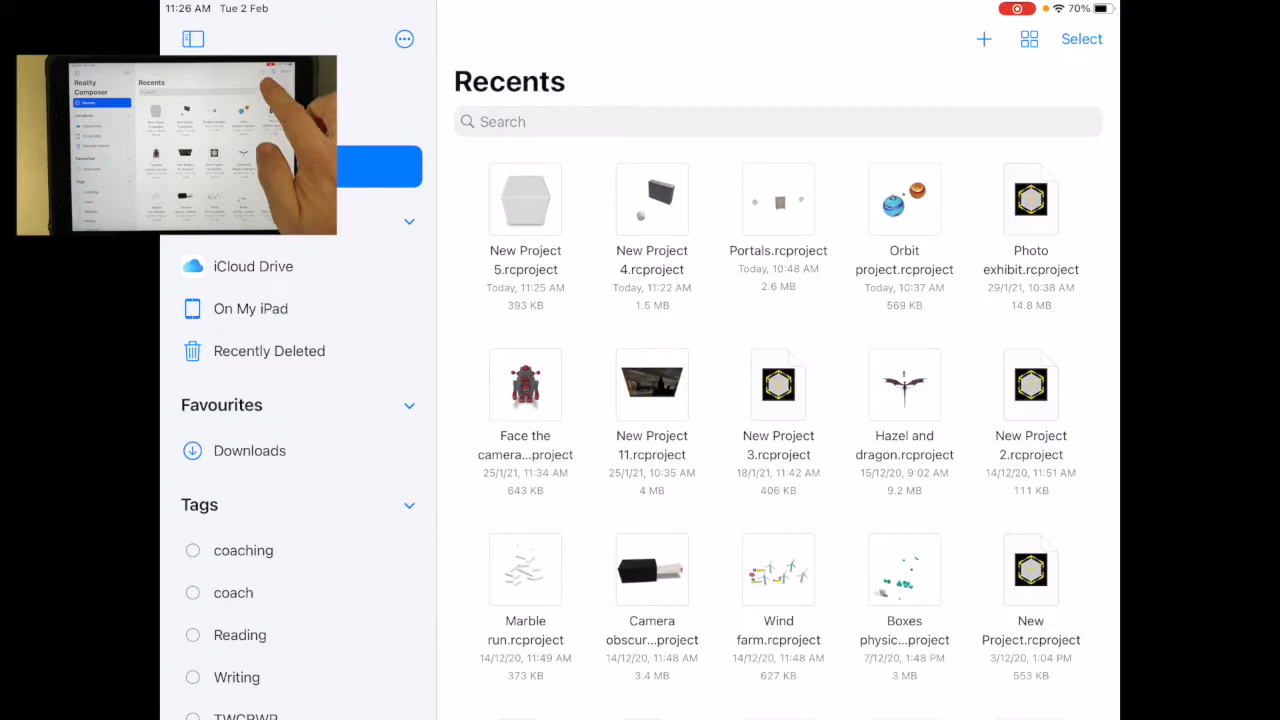 11:26 AM Tue 2 Feb
70%
Select
Reality
Composer
Recents
Recents
Search
iCloud Drive
On My iPad
Recently Deleted
Favourites
Downloads
Tags
coaching
coach
Reading
Writing
TWCRWP
New Project
5.rcproject
Today, 11:25 AM
393 KB
New Project
4.rcproject
Today, 11:22 AM
1.5 MB
Portals.rcproject
Today, 10:48 AM
2.6 MB
Orbit
project.rcproject
Today, 10:37 AM
569 KB
Photo
exhibit.rcproject
29/1/21, 10:38 AM
14.8 MB
Face the
camera...project
25/1/21, 11:34 AM
643 KB
New Project
11.rcproject
25/1/21, 10:35 AM
4 MB
New Project
3.rcproject
18/1/21, 11:42 AM
406 KB
Hazel and
dragon.rcproject
15/12/20, 9:02 AM
9.2 MB
New Project
2.rcproject
14/12/20, 11:51 AM
111 KB
Marble
run.rcproject
14/12/20, 11:49 AM
373 KB
Camera
obscur...project
14/12/20, 11:48 AM
3.4 MB
Wind
farm.rcproject
14/12/20, 11:48 AM
627 KB
Boxes
physic...project
7/12/20, 1:48 PM
3 MB
New
Project.rcproject
3/12/20, 1:04 PM
553 KB